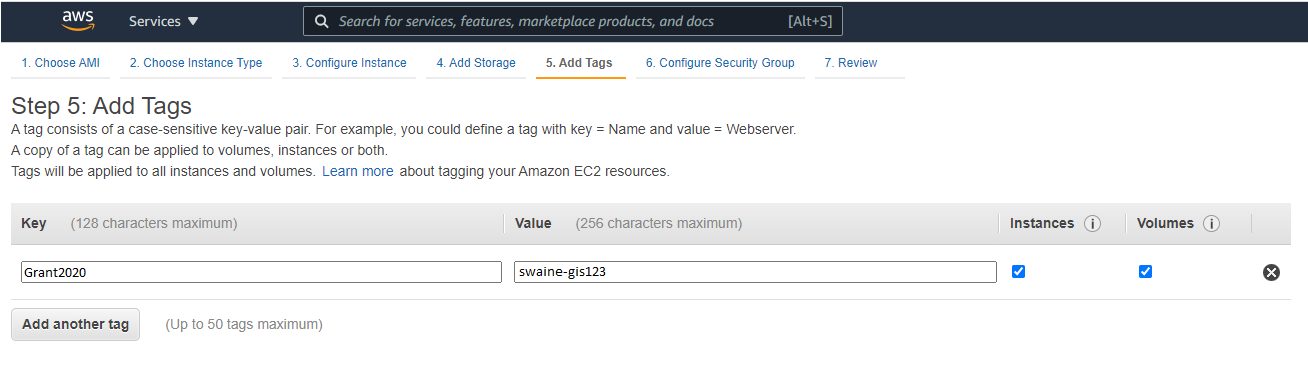 aws Services Search for services, features, marketplace products, and docs [Alt+S]
1. Choose AMI 2. Choose Instance Type 3. Configure Instance 4. Add Storage 5. Add Tags 6. Configure Security Group 7. Review
Step 5: Add Tags
A tag consists of a case-sensitive key-value pair. For example, you could define a tag with key = Name and value = Webserver.
A copy of a tag can be applied to volumes, instances or both.
Tags will be applied to all instances and volumes. Learn more about tagging your Amazon EC2 resources.
Key (128 characters maximum) Value (256 characters maximum) Instances i Volumes i
Grant2020 swaine-gis123
Add another tag (Up to 50 tags maximum)